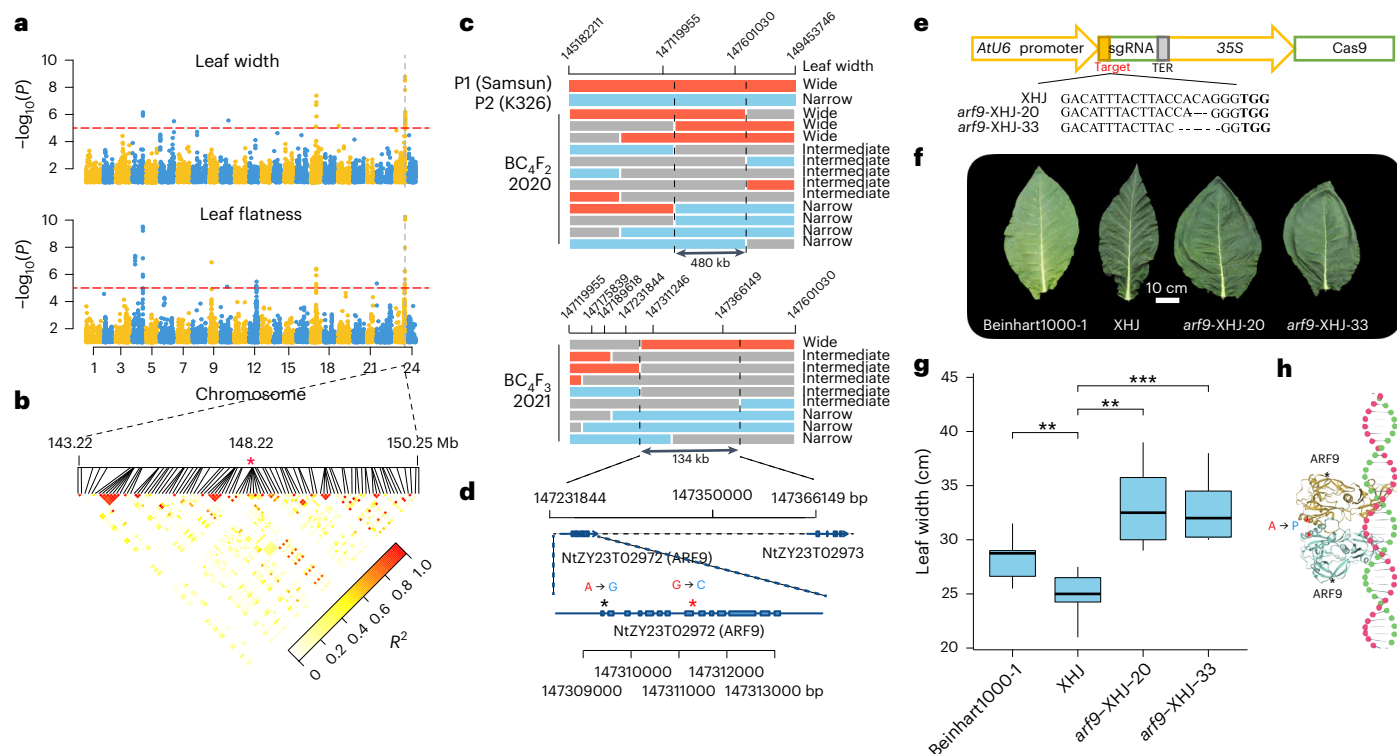 a
Leaf width
10
8
6
4
2
−log10(P)
Leaf flatness
10
8
6
4
2
−log10(P)
1 3 5 7 9 12 15 18 21 24
Chromosome
b
143.22 148.22 150.25 Mb
*
0 0.2 0.4 0.6 0.8 1.0
R2
c
145182211 147119955 147601030 149453746
Leaf width
P1 (Samsun) Wide
P2 (K326) Narrow
BC4F2
2020
Wide
Wide
Wide
Intermediate
Intermediate
Intermediate
Intermediate
Intermediate
Narrow
Narrow
Narrow
Narrow
480 kb
147119955 147175839 147189618 147231844 147311246 147366149 147601030
BC4F3
2021
Wide
Intermediate
Intermediate
Intermediate
Intermediate
Intermediate
Narrow
Narrow
Narrow
134 kb
d
147231844 147350000 147366149 bp
NtZY23T02972 (ARF9) NtZY23T02973
A → G G → C
* *
NtZY23T02972 (ARF9)
147310000 147312000
147309000 147311000 147313000 bp
e
AtU6 promoter sgRNA 35S Cas9
Target TER
XHJ GACATTTACTTACCACAGGGTGG
arf9-XHJ-20 GACATTTACTTACCA---GGGTGG
arf9-XHJ-33 GACATTTACTTAC------GGTGG
f
10 cm
Beinhart1000-1 XHJ arf9-XHJ-20 arf9-XHJ-33
g
***
**
**
45
40
35
30
25
20
Leaf width (cm)
Beinhart1000-1 XHJ arf9-XHJ-20 arf9-XHJ-33
h
ARF9
*
A → P
*
ARF9